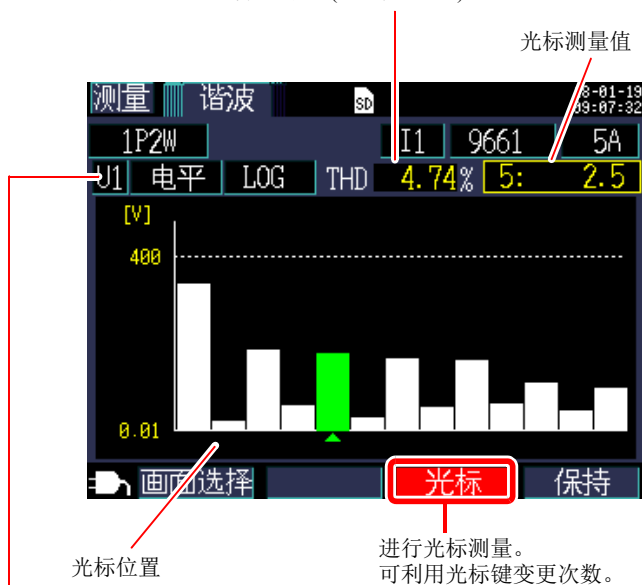 光标测量值
测量 谐波 SD 8-01-19
09:07:32
1P2W I1 9661 5A
U1 电平 LOG THD 4.74% 5: 2.5
[V]
400
0.01
画面选择 光标 保持
光标位置
进行光标测量。
可利用光标键变更次数。